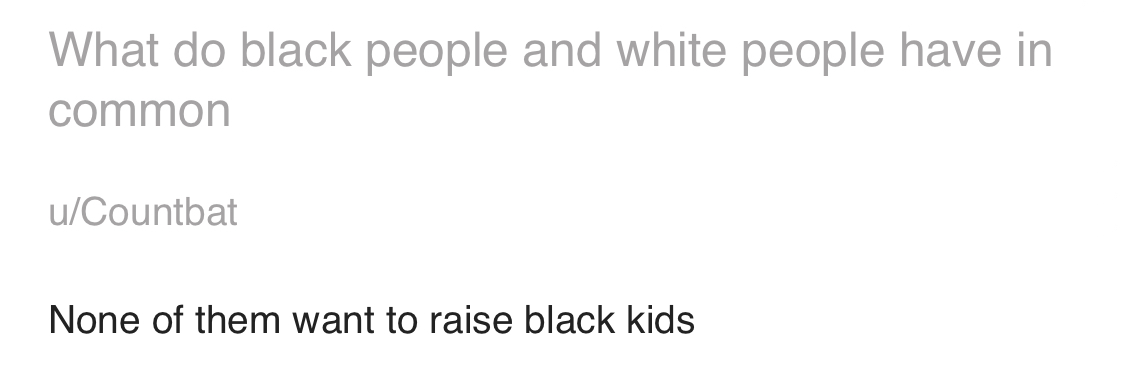 What do black people and white people have in
common
u/Countbat
None of them want to raise black kids